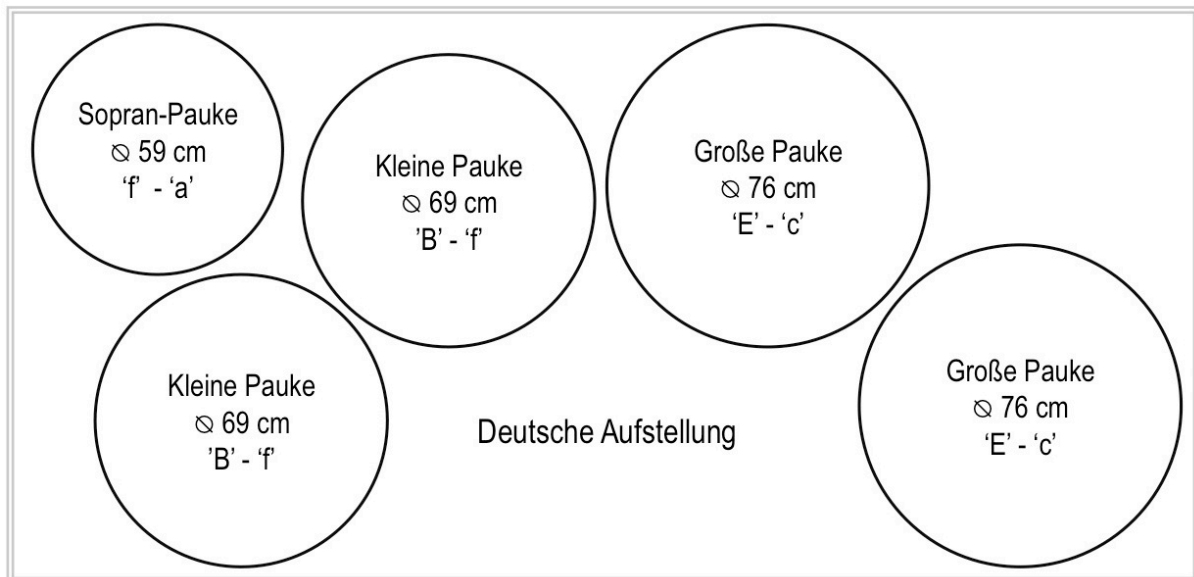 Sopran-Pauke
⦰ 59 cm
‘f’ - ‘a’
Kleine Pauke
⦰ 69 cm
’B’ - ‘f’
Große Pauke
⦰ 76 cm
‘E’ - ‘c’
Kleine Pauke
⦰ 69 cm
’B’ - ‘f’
Deutsche Aufstellung
Große Pauke
⦰ 76 cm
‘E’ - ‘c’